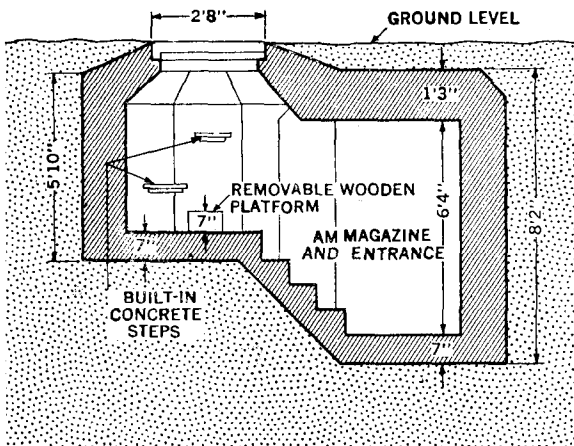 2'8"
GROUND LEVEL
1'3"
5'10"
REMOVABLE WOODEN
PLATFORM
7"
6'4"
8'2
AM MAGAZINE
AND ENTRANCE
7"
BUILT-IN
CONCRETE
STEPS
7"